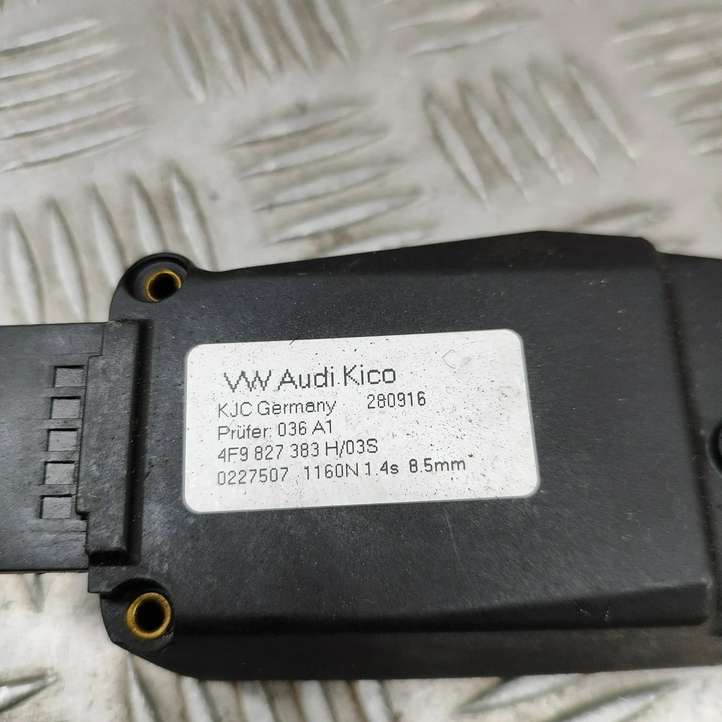 VW Audi Kico
KJC Germany 280916
Prüfer: 036 A1
4F9 827 383 H/03S
0227507 1160N 1.4s 8.5mm